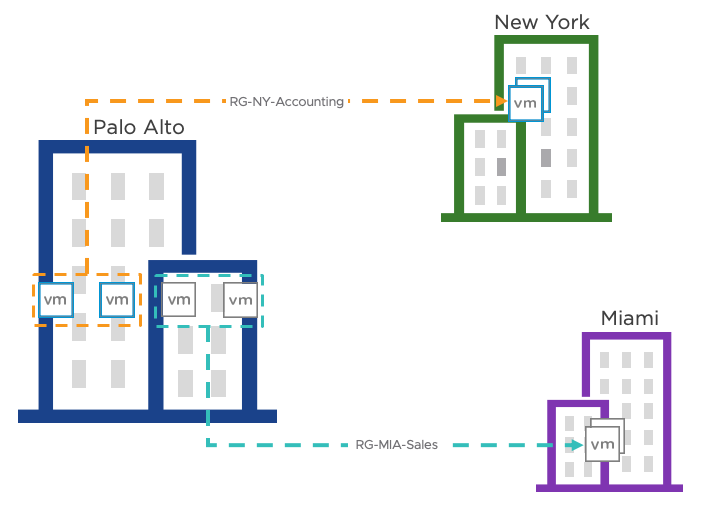 New York
RG-NY-Accounting
vm
Palo Alto
vm
vm
vm
vm
Miami
RG-MIA-Sales
vm